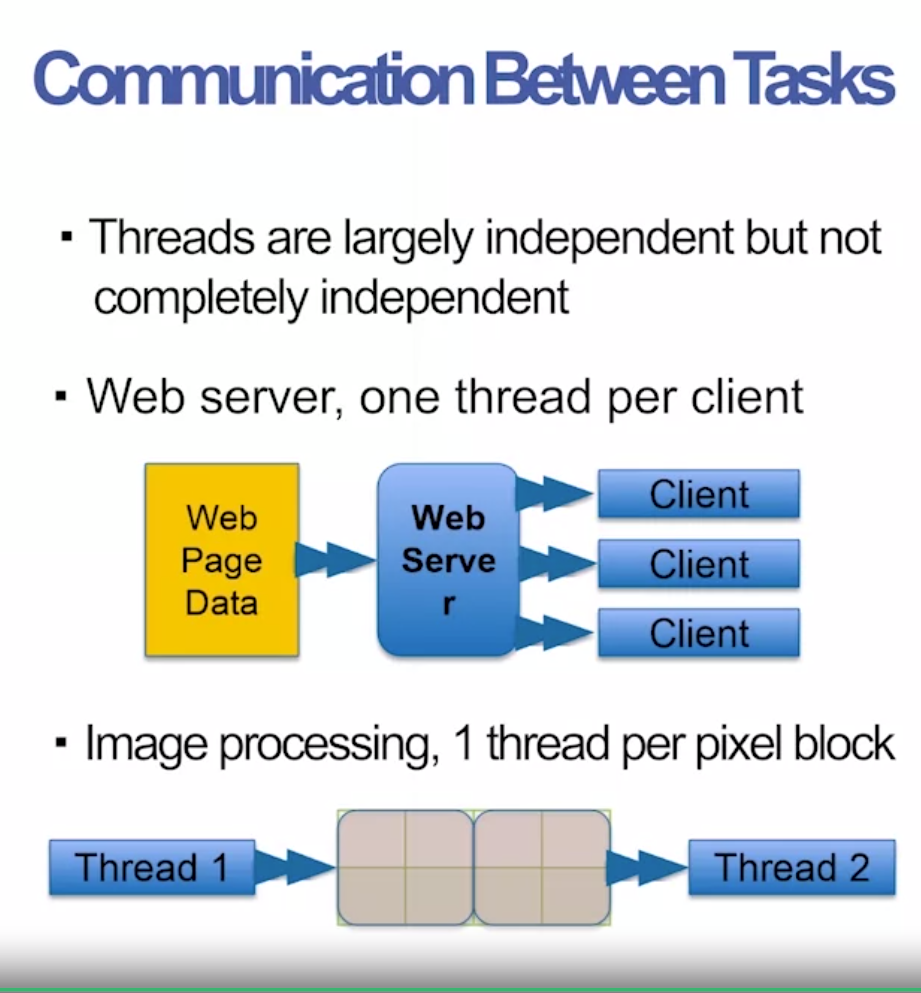 Communication Between Tasks
▪ Threads are largely independent but not
completely independent
▪ Web server, one thread per client
Web
Page
Data
Web
Serve
r
Client
Client
Client
▪ Image processing, 1 thread per pixel block
Thread 1
Thread 2